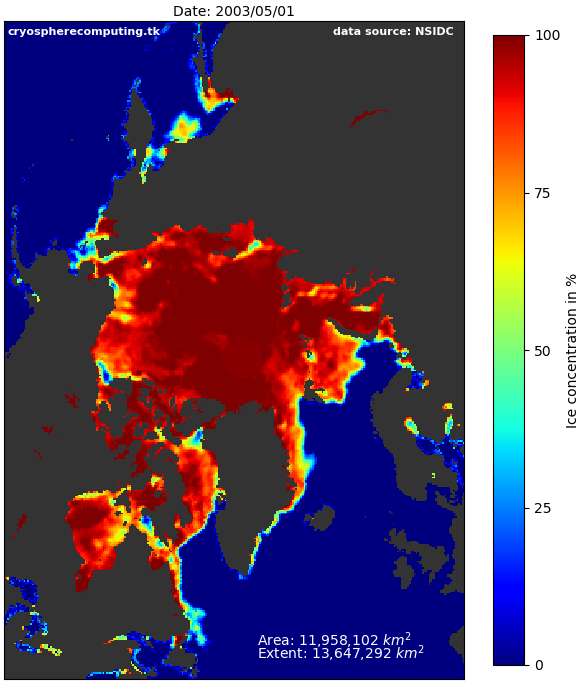 Date: 2003/05/01
cryospherecomputing.tk
data source: NSIDC
100
75
50
25
0
Ice concentration in %
Area: 11,958,102 km²
Extent: 13,647,292 km²